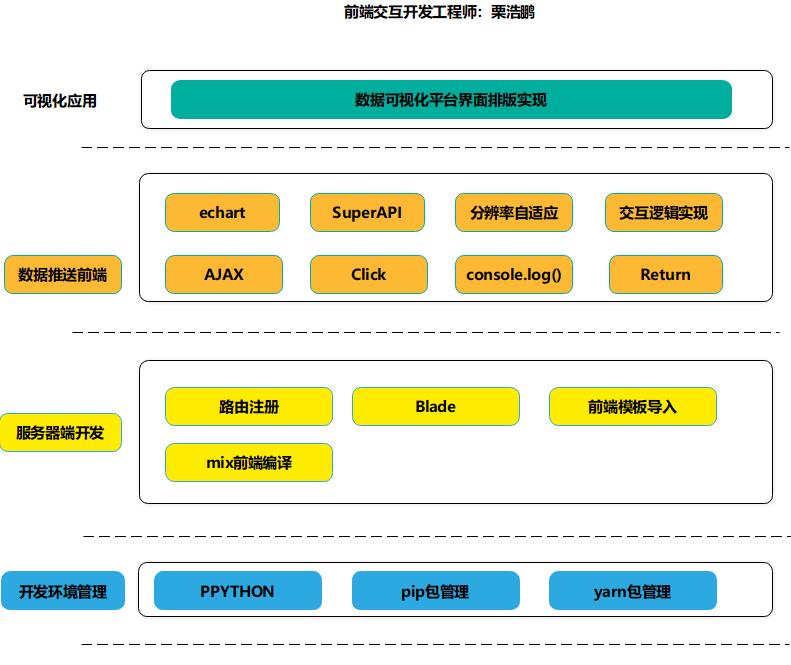 前端交互开发工程师：栗浩鹏
可视化应用
数据可视化平台界面排版实现
echart
SuperAPI
分辨率自适应
交互逻辑实现
数据推送前端
AJAX
Click
console.log()
Return
路由注册
Blade
前端模板导入
服务器端开发
mix前端编译
开发环境管理
PPYTHON
pip包管理
yarn包管理